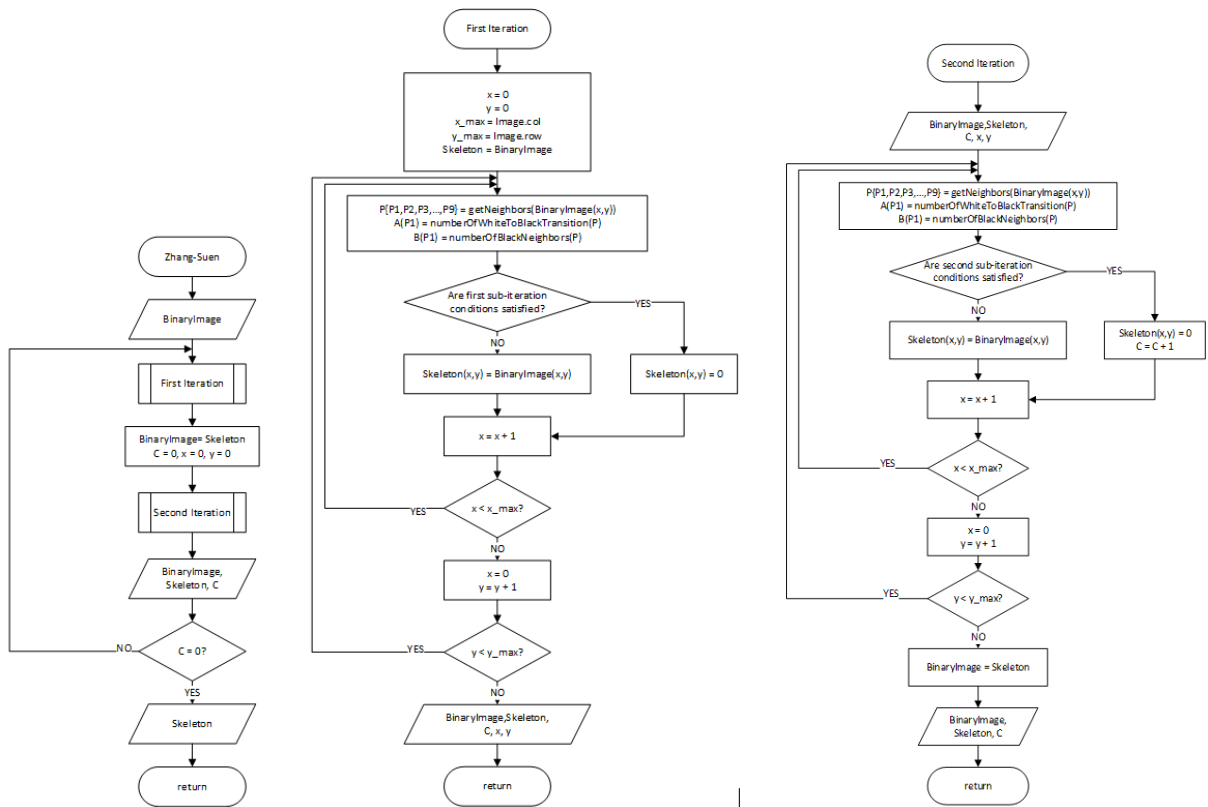 Zhang-Suen
BinaryImage
First Iteration
BinaryImage= Skeleton
C = 0, x = 0, y = 0
Second Iteration
BinaryImage,
Skeleton, C
C = 0?
NO
YES
Skeleton
return
First Iteration
x = 0
y = 0
x_max = Image.col
y_max = Image.row
Skeleton = BinaryImage
P{P1,P2,P3,...,P9} = getNeighbors(BinaryImage(x,y))
A(P1) = numberOfWhiteToBlackTransition(P)
B(P1) = numberOfBlackNeighbors(P)
Are first sub-iteration
conditions satisfied?
YES
NO
Skeleton(x,y) = BinaryImage(x,y)
Skeleton(x,y) = 0
x = x + 1
x < x_max?
YES
NO
x = 0
y = y + 1
y < y_max?
YES
NO
BinaryImage,Skeleton,
C, x, y
return
Second Iteration
BinaryImage,Skeleton,
C, x, y
P{P1,P2,P3,...,P9} = getNeighbors(BinaryImage(x,y))
A(P1) = numberOfWhiteToBlackTransition(P)
B(P1) = numberOfBlackNeighbors(P)
Are second sub-iteration
conditions satisfied?
YES
NO
Skeleton(x,y) = BinaryImage(x,y)
Skeleton(x,y) = 0
C = C + 1
x = x + 1
x < x_max?
YES
NO
x = 0
y = y + 1
y < y_max?
YES
NO
BinaryImage = Skeleton
BinaryImage,
Skeleton, C
return